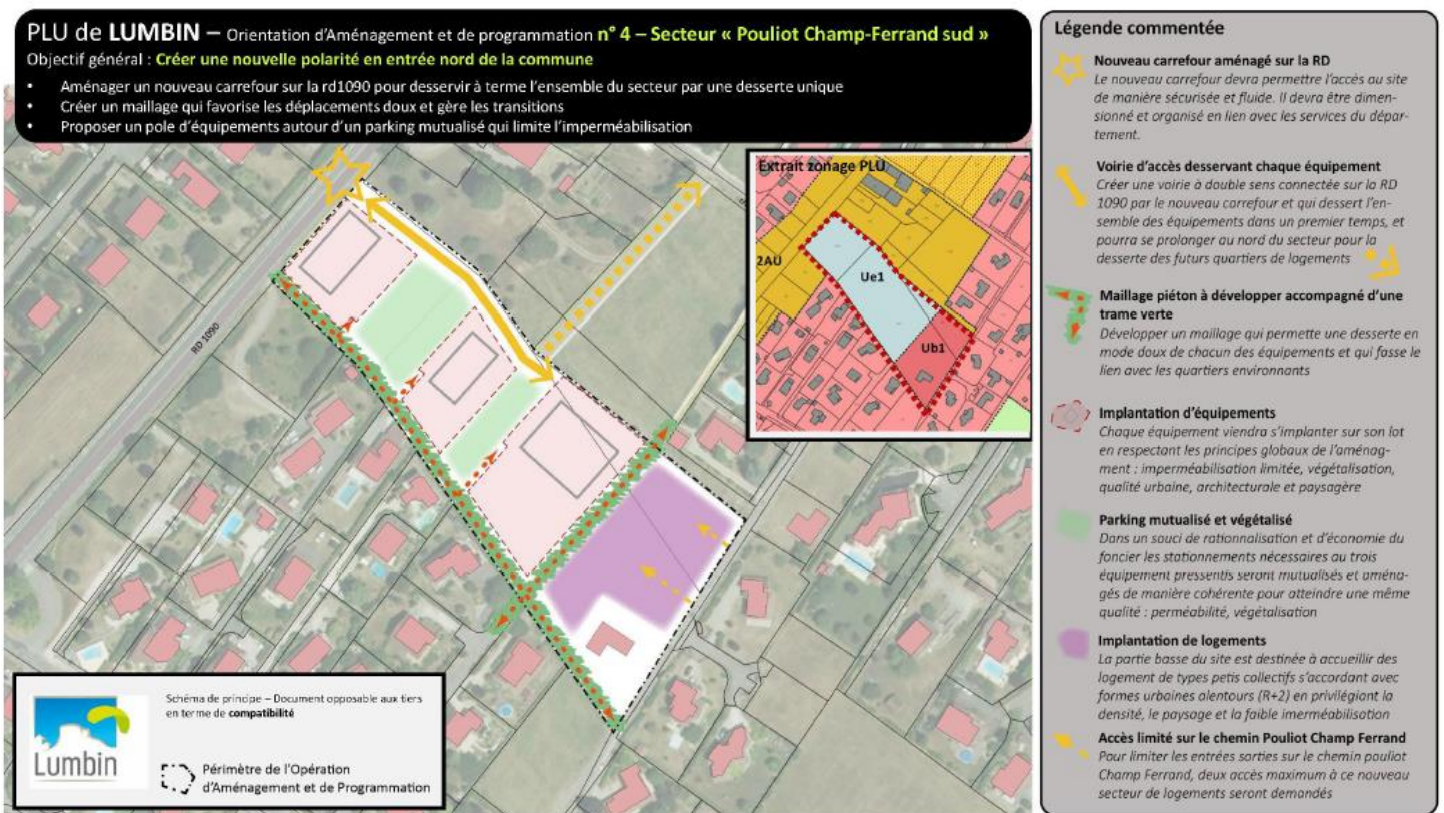 PLU de LUMBIN – Orientation d'Aménagement et de programmation n° 4 – Secteur « Pouliot Champ-Ferrand sud »
Objectif général : Créer une nouvelle polarité en entrée nord de la commune
• Aménager un nouveau carrefour sur la rd1090 pour desservir à terme l'ensemble du secteur par une desserte unique
• Créer un maillage qui favorise les déplacements doux et gère les transitions
• Proposer un pole d'équipements autour d'un parking mutualisé qui limite l'imperméabilisation
RD 1090
Extrait zonage PLU
2AU
Ue1
Ub1
Lumbin
Schéma de principe – Document opposable aux tiers
en terme de compatibilité
Périmètre de l'Opération
d'Aménagement et de Programmation
Légende commentée
Nouveau carrefour aménagé sur la RD
Le nouveau carrefour devra permettre l'accès au site
de manière sécurisée et fluide. Il devra être dimen-
sionné et organisé en lien avec les services du dépar-
tement.
Voirie d'accès desservant chaque équipement
Créer une voirie à double sens connectée sur la RD
1090 par le nouveau carrefour et qui dessert l'en-
semble des équipements dans un premier temps, et
pourra se prolonger au nord du secteur pour la
desserte des futurs quartiers de logements
Maillage piéton à développer accompagné d'une
trame verte
Développer un maillage qui permette une desserte en
mode doux de chacun des équipements et qui fasse le
lien avec les quartiers environnants
Implantation d'équipements
Chaque équipement viendra s'implanter sur son lot
en respectant les principes globaux de l'aménag-
ment : imperméabilisation limitée, végétalisation,
qualité urbaine, architecturale et paysagère
Parking mutualisé et végétalisé
Dans un souci de rationnalisation et d'économie du
foncier les stationnements nécessaires au trois
équipement pressentis seront mutualisés et aména-
gés de manière cohérente pour atteindre une même
qualité : perméabilité, végétalisation
Implantation de logements
La partie basse du site est destinée à accueillir des
logement de types petis collectifs s'accordant avec
formes urbaines alentours (R+2) en privilégiant la
densité, le paysage et la faible imerméabilisation
Accès limité sur le chemin Pouliot Champ Ferrand
Pour limiter les entrées sorties sur le chemin pouliot
Champ Ferrand, deux accès maximum à ce nouveau
secteur de logements seront demandés